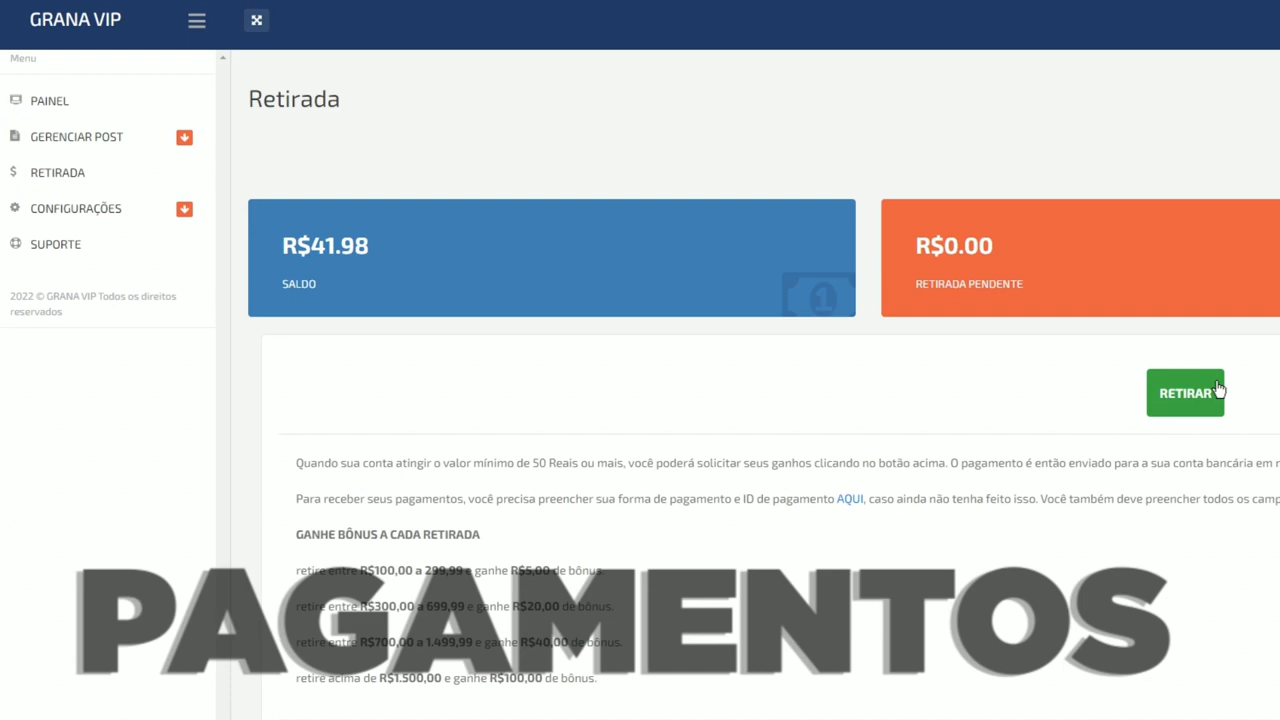 GRANA VIP
Menu
PAINEL
GERENCIAR POST
RETIRADA
CONFIGURAÇÕES
SUPORTE
2022 © GRANA VIP Todos os direitos
reservados
Retirada
R$41.98
SALDO
R$0.00
RETIRADA PENDENTE
RETIRAR
Quando sua conta atingir o valor mínimo de 50 Reais ou mais, você poderá solicitar seus ganhos clicando no botão acima. O pagamento é então enviado para a sua conta bancária em
Para receber seus pagamentos, você precisa preencher sua forma de pagamento e ID de pagamento AQUI, caso ainda não tenha feito isso. Você também deve preencher todos os
GANHE BÔNUS A CADA RETIRADA
retire entre R$100,00 a 299,99 e ganhe R$5,00 de bônus.
retire entre R$300,00 a 699,99 e ganhe R$20,00 de bônus.
retire entre R$700,00 a 1.499,99 e ganhe R$40,00 de bônus.
retire acima de R$1.500,00 e ganhe R$100,00 de bônus.
PAGAMENTOS